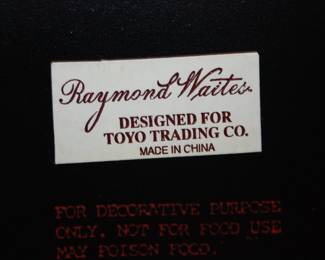 Raymond Waites
DESIGNED FOR
TOYO TRADING CO.
MADE IN CHINA
FOR DECORATIVE PURPOSE
ONLY. NOT FOR FOOD USE
MAY POISON FOOD.